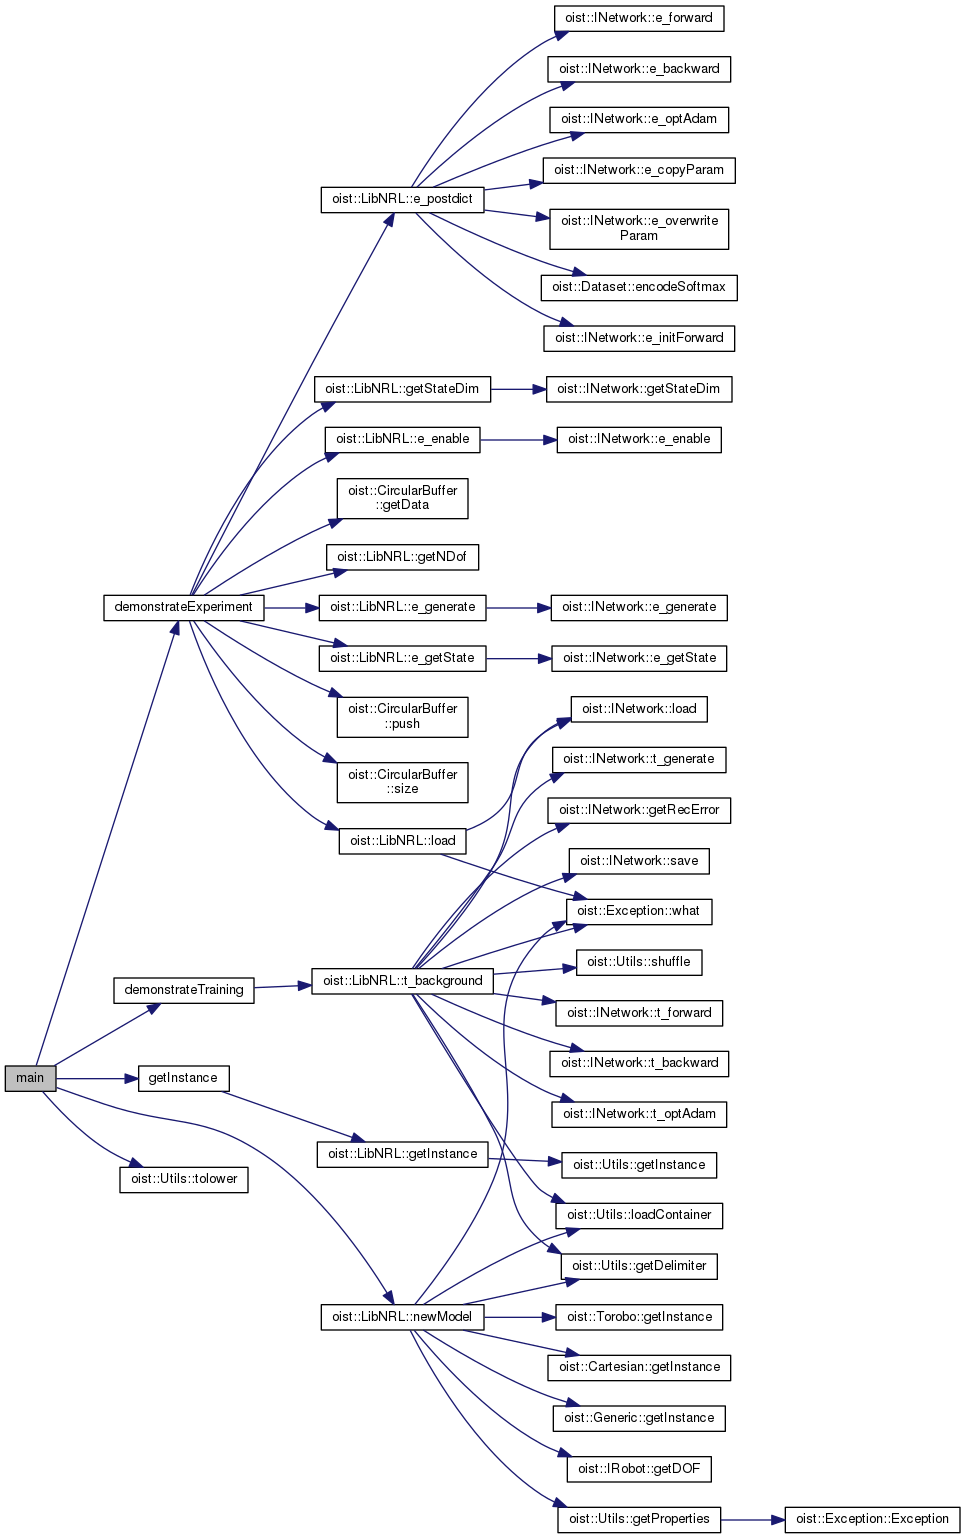 oist::INetwork::e_forward
oist::INetwork::e_backward
oist::INetwork::e_optAdam
oist::INetwork::e_copyParam
oist::LibNRL::e_postdict
oist::INetwork::e_overwrite
Param
oist::Dataset::encodeSoftmax
oist::INetwork::e_initForward
oist::LibNRL::getStateDim
oist::INetwork::getStateDim
oist::LibNRL::e_enable
oist::INetwork::e_enable
oist::CircularBuffer
::getData
oist::LibNRL::getNDof
demonstrateExperiment
oist::LibNRL::e_generate
oist::INetwork::e_generate
oist::LibNRL::e_getState
oist::INetwork::e_getState
oist::CircularBuffer
::push
oist::INetwork::load
oist::INetwork::t_generate
oist::CircularBuffer
::size
oist::INetwork::getRecError
oist::LibNRL::load
oist::INetwork::save
oist::Exception::what
oist::Utils::shuffle
oist::LibNRL::t_background
demonstrateTraining
oist::INetwork::t_forward
oist::INetwork::t_backward
main
getInstance
oist::INetwork::t_optAdam
oist::LibNRL::getInstance
oist::Utils::getInstance
oist::Utils::tolower
oist::Utils::loadContainer
oist::Utils::getDelimiter
oist::LibNRL::newModel
oist::Torobo::getInstance
oist::Cartesian::getInstance
oist::Generic::getInstance
oist::IRobot::getDOF
oist::Utils::getProperties
oist::Exception::Exception